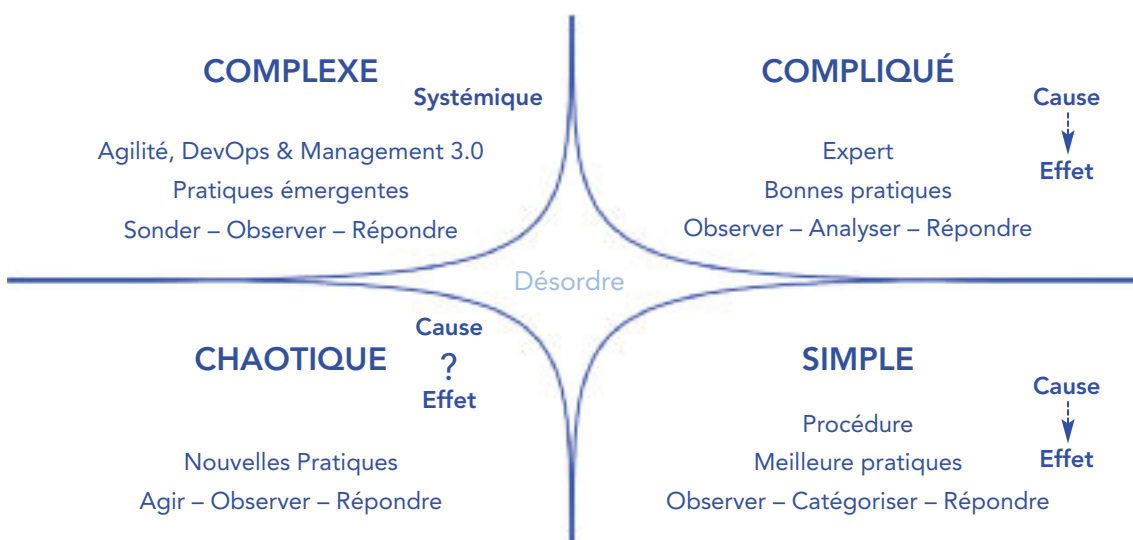 COMPLEXE
Systémique
Agilité, DevOps & Management 3.0
Pratiques émergentes
Sonder – Observer – Répondre
COMPLIQUÉ
Cause
Effet
Expert
Bonnes pratiques
Observer – Analyser – Répondre
Désordre
CHAOTIQUE
Cause
?
Effet
Nouvelles Pratiques
Agir – Observer – Répondre
SIMPLE
Cause
Effet
Procédure
Meilleure pratiques
Observer – Catégoriser – Répondre